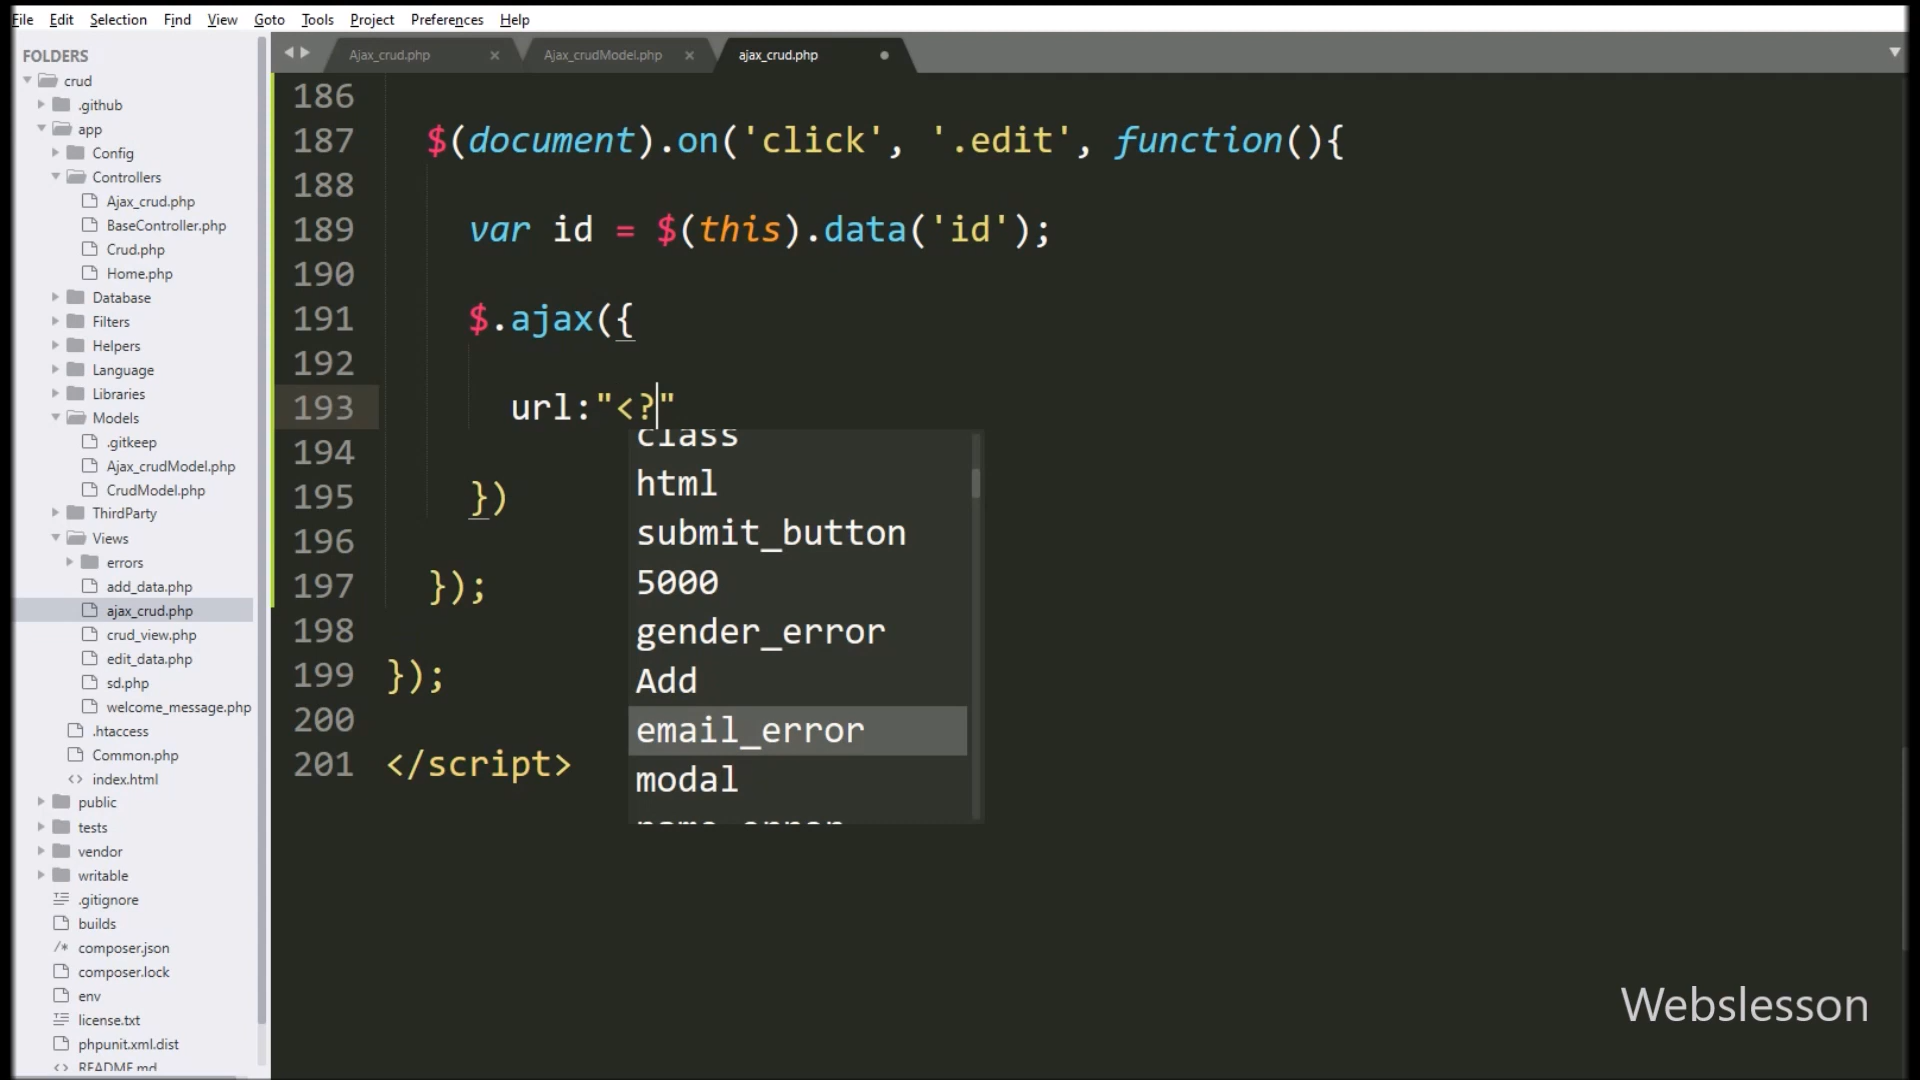 File Edit Selection Find View Goto Tools Project Preferences Help
FOLDERS
crud
.github
app
Config
Controllers
Ajax_crud.php
BaseController.php
Crud.php
Home.php
Database
Filters
Helpers
Language
Libraries
Models
.gitkeep
Ajax_crudModel.php
CrudModel.php
ThirdParty
Views
errors
add_data.php
ajax_crud.php
crud_view.php
edit_data.php
sd.php
welcome_message.php
.htaccess
Common.php
<> index.html
public
tests
vendor
writable
.gitignore
builds
/* composer.json
composer.lock
env
license.txt
phpunit.xml.dist
<> README.md
Ajax_crud.php × Ajax_crudModel.php × ajax_crud.php
186
187 $(document).on('click', '.edit', function(){
188
189 var id = $(this).data('id');
190
191 $.ajax({
192
193 url:"<?"
194
195 })
196
197 });
198
199 });
200
201 </script>
class
html
submit_button
5000
gender_error
Add
email_error
modal
name_error
Webslesson